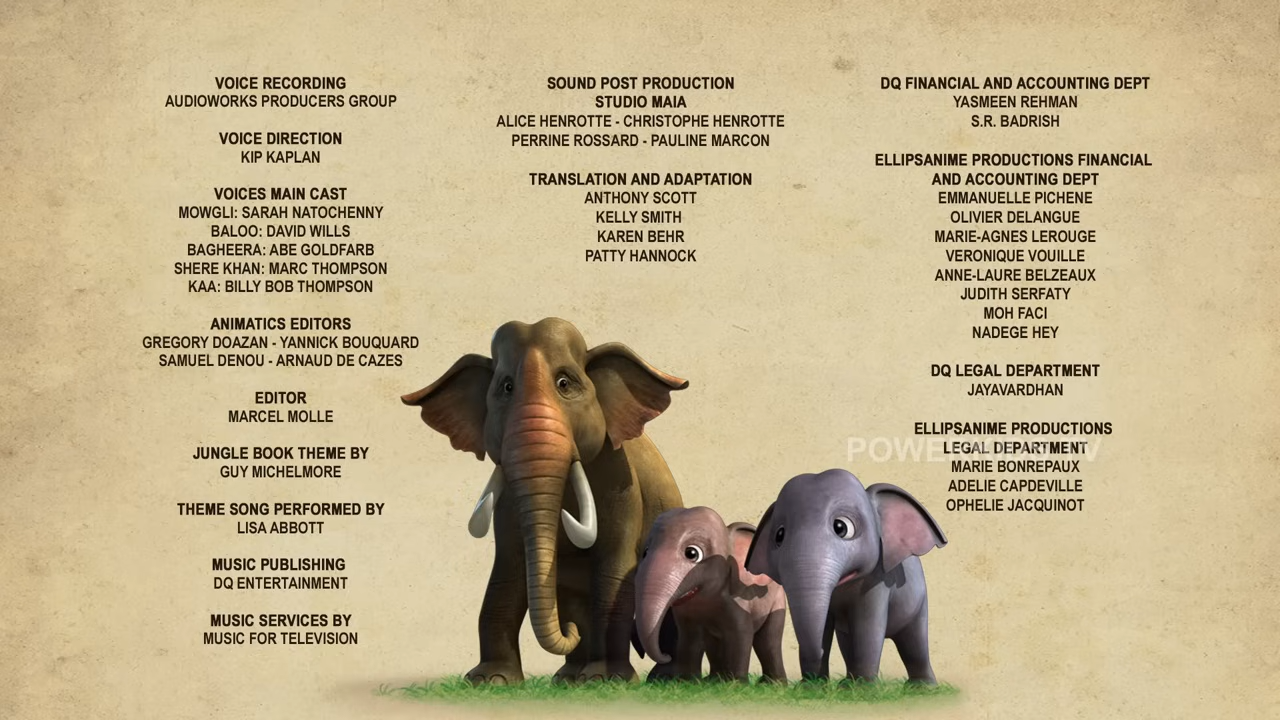 VOICE RECORDING
AUDIOWORKS PRODUCERS GROUP
VOICE DIRECTION
KIP KAPLAN
VOICES MAIN CAST
MOWGLI: SARAH NATOCHENNY
BALOO: DAVID WILLS
BAGHEERA: ABE GOLDFARB
SHERE KHAN: MARC THOMPSON
KAA: BILLY BOB THOMPSON
ANIMATICS EDITORS
GREGORY DOAZAN - YANNICK BOUQUARD
SAMUEL DENOU - ARNAUD DE CAZES
EDITOR
MARCEL MOLLE
JUNGLE BOOK THEME BY
GUY MICHELMORE
THEME SONG PERFORMED BY
LISA ABBOTT
MUSIC PUBLISHING
DQ ENTERTAINMENT
MUSIC SERVICES BY
MUSIC FOR TELEVISION
SOUND POST PRODUCTION
STUDIO MAIA
ALICE HENROTTE - CHRISTOPHE HENROTTE
PERRINE ROSSARD - PAULINE MARCON
TRANSLATION AND ADAPTATION
ANTHONY SCOTT
KELLY SMITH
KAREN BEHR
PATTY HANNOCK
DQ FINANCIAL AND ACCOUNTING DEPT
YASMEEN REHMAN
S.R. BADRISH
ELLIPSANIME PRODUCTIONS FINANCIAL
AND ACCOUNTING DEPT
EMMANUELLE PICHENE
OLIVIER DELANGUE
MARIE-AGNES LEROUGE
VERONIQUE VOUILLE
ANNE-LAURE BELZEAUX
JUDITH SERFATY
MOH FACI
NADEGE HEY
DQ LEGAL DEPARTMENT
JAYAVARDHAN
ELLIPSANIME PRODUCTIONS
LEGAL DEPARTMENT
MARIE BONREPAUX
ADELIE CAPDEVILLE
OPHELIE JACQUINOT